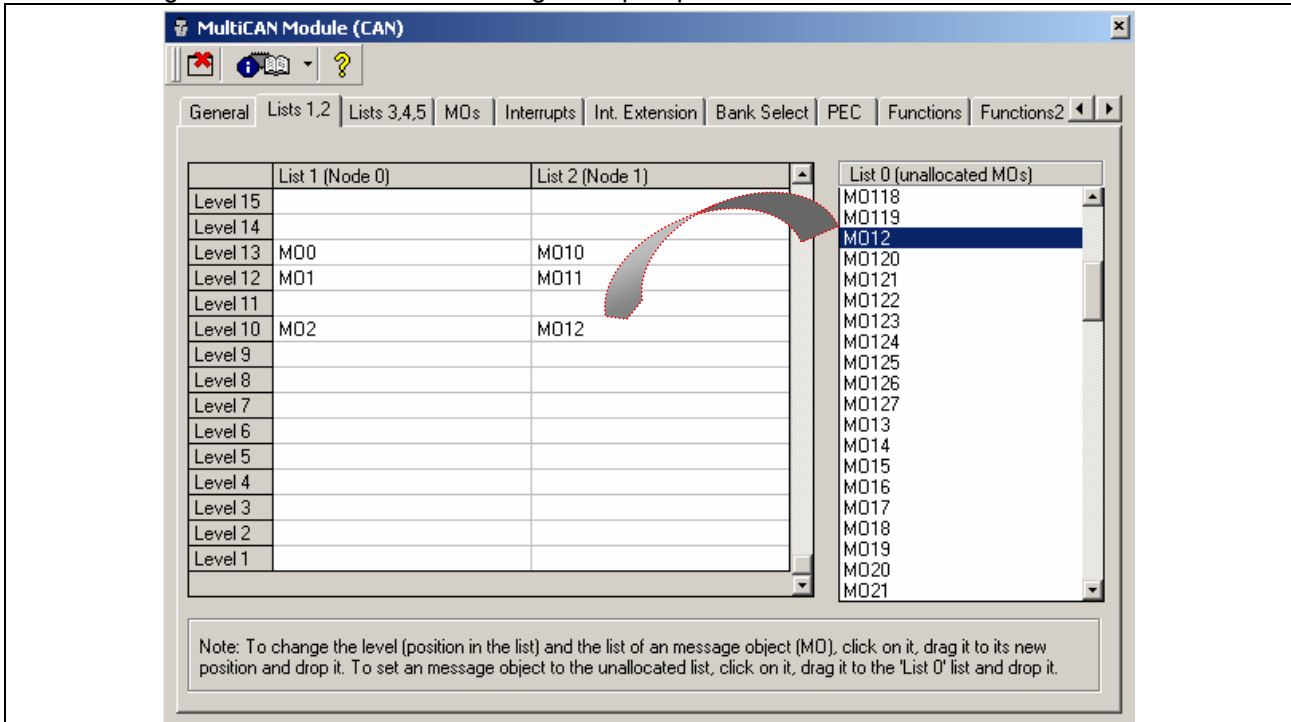 MultiCAN Module (CAN)
General Lists 1,2 Lists 3,4,5 MOs Interrupts Int. Extension Bank Select PEC Functions Functions2
List 1 (Node 0) List 2 (Node 1)
Level 15
Level 14
Level 13 MO0 MO10
Level 12 MO1 MO11
Level 11
Level 10 MO2 MO12
Level 9
Level 8
Level 7
Level 6
Level 5
Level 4
Level 3
Level 2
Level 1
List 0 (unallocated MOs)
MO118
MO119
MO12
MO120
MO121
MO122
MO123
MO124
MO125
MO126
MO127
MO13
MO14
MO15
MO16
MO17
MO18
MO19
MO20
MO21
Note: To change the level (position in the list) and the list of an message object (MO), click on it, drag it to its new
position and drop it. To set an message object to the unallocated list, click on it, drag it to the 'List 0' list and drop it.